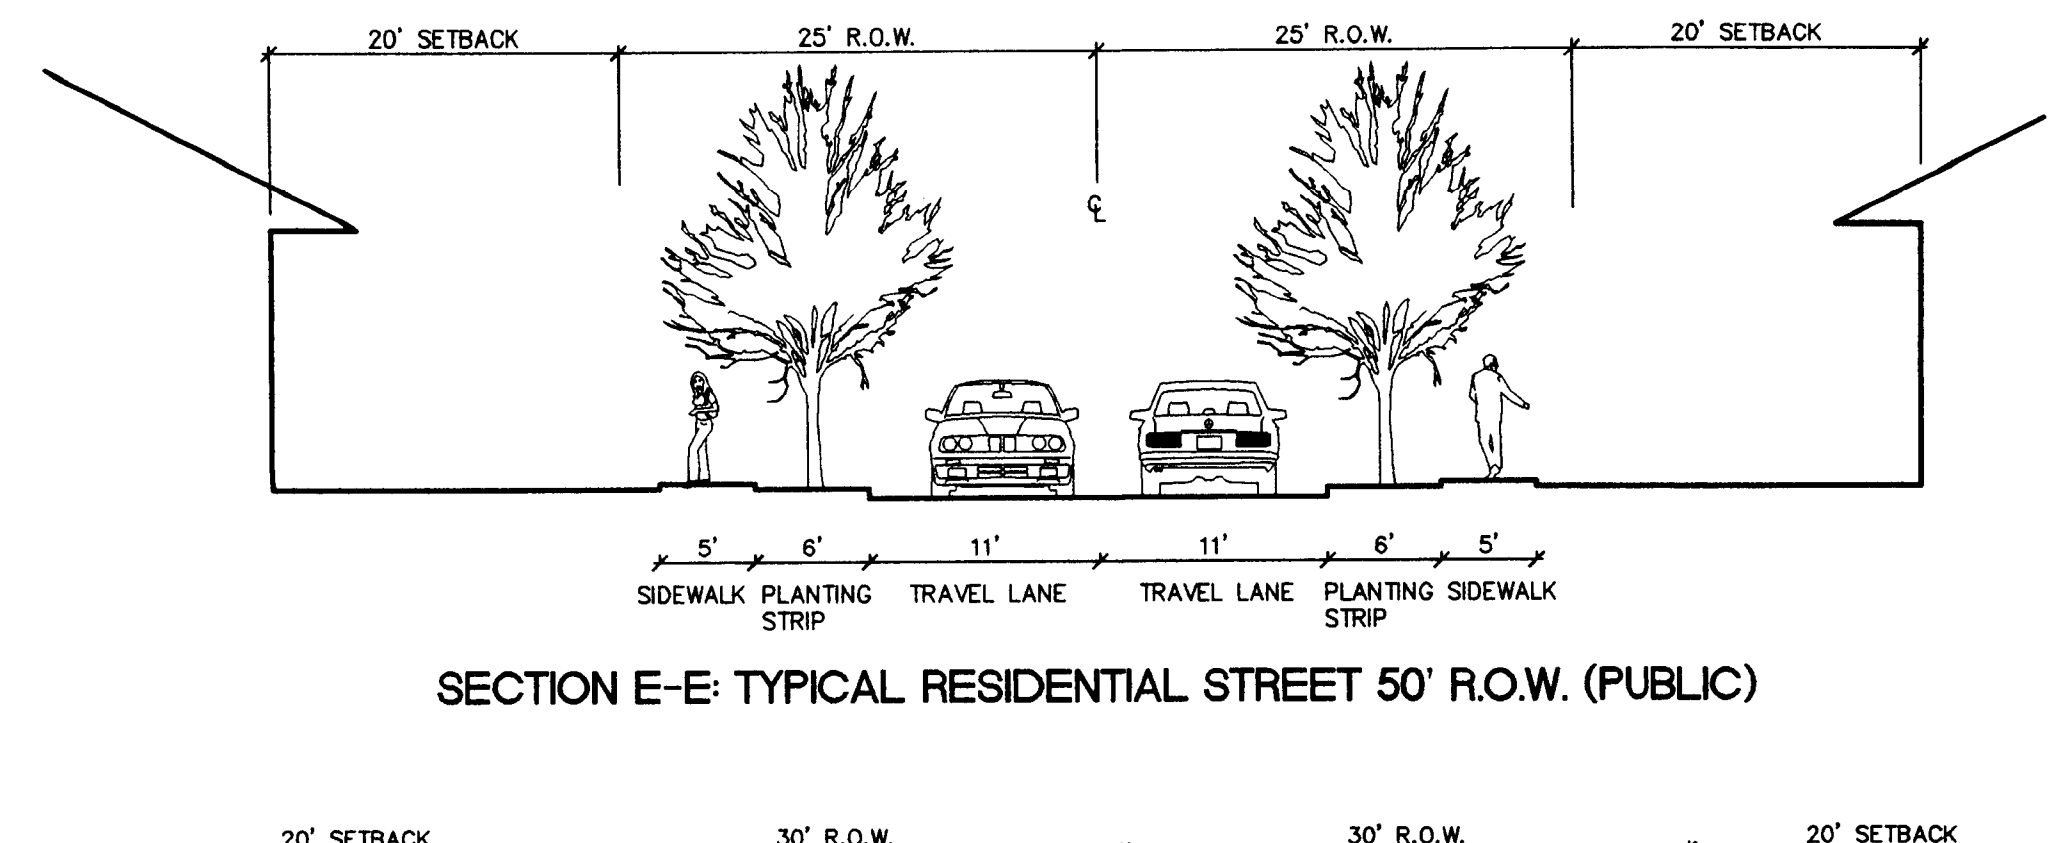 20' SETBACK 25' R.O.W. 25' R.O.W. 20' SETBACK
℄
5' 6' 11' 11' 6' 5'
SIDEWALK PLANTING STRIP TRAVEL LANE TRAVEL LANE PLANTING STRIP SIDEWALK
SECTION E-E: TYPICAL RESIDENTIAL STREET 50' R.O.W. (PUBLIC)
20' SETBACK 30' R.O.W. 30' R.O.W. 20' SETBACK